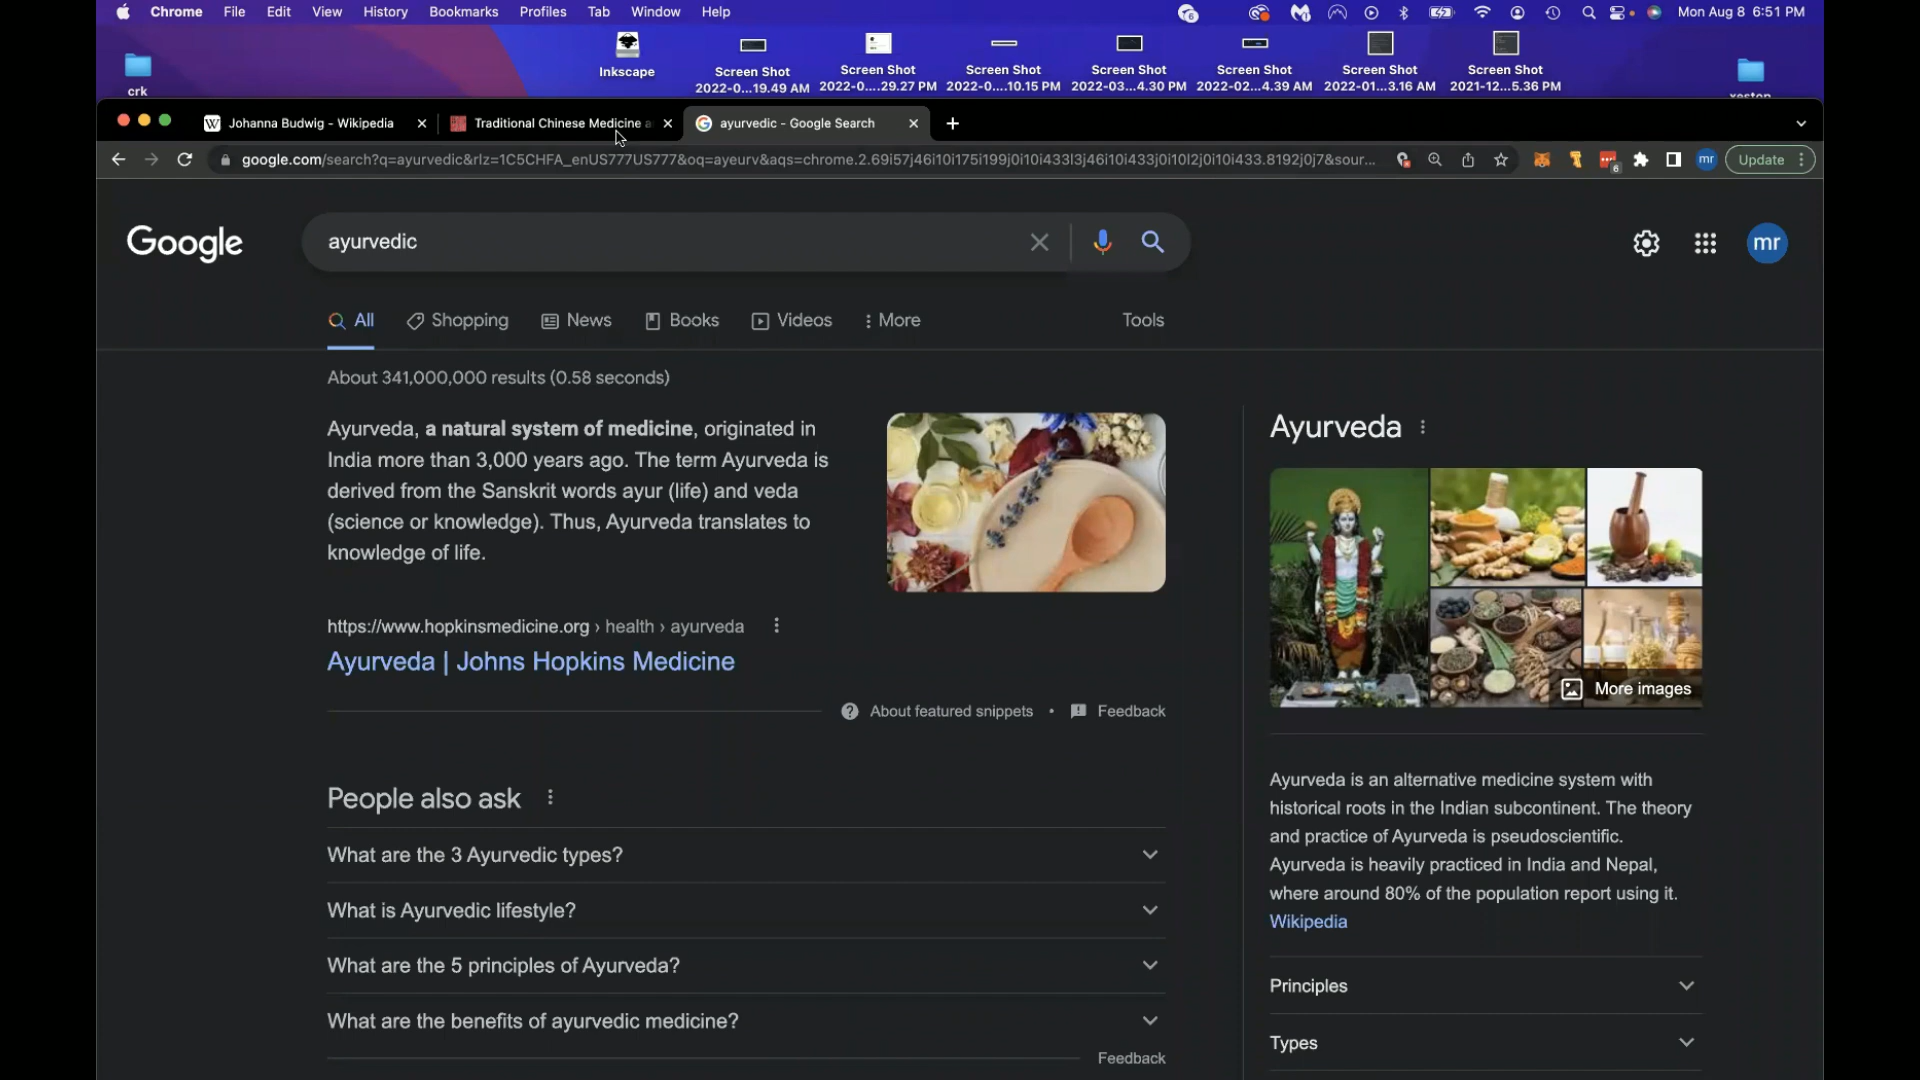 Chrome File Edit View History Bookmarks Profiles Tab Window Help
6
Mon Aug 8 6:51 PM
crk
Inkscape
Screen Shot
2022-0...19.49 AM
Screen Shot
2022-0....29.27 PM
Screen Shot
2022-0....10.15 PM
Screen Shot
2022-03...4.30 PM
Screen Shot
2022-02...4.39 AM
Screen Shot
2022-01...3.16 AM
Screen Shot
2021-12...5.36 PM
Johanna Budwig - Wikipedia
Traditional Chinese Medicine a
ayurvedic - Google Search
google.com/search?q=ayurvedic&rlz=1C5CHFA_enUS777US777&oq=ayeurv&aqs=chrome.2.69i57j46i10i175i199j0i10i433l3j46i10i433j0i10l2j0i10i433.8192j0j7&sour...
6
mr
Update
Google
ayurvedic
mr
All
Shopping
News
Books
Videos
More
Tools
About 341,000,000 results (0.58 seconds)
Ayurveda, a natural system of medicine, originated in
India more than 3,000 years ago. The term Ayurveda is
derived from the Sanskrit words ayur (life) and veda
(science or knowledge). Thus, Ayurveda translates to
knowledge of life.
https://www.hopkinsmedicine.org › health › ayurveda
Ayurveda | Johns Hopkins Medicine
About featured snippets • Feedback
People also ask
What are the 3 Ayurvedic types?
What is Ayurvedic lifestyle?
What are the 5 principles of Ayurveda?
What are the benefits of ayurvedic medicine?
Feedback
Ayurveda
More images
Ayurveda is an alternative medicine system with
historical roots in the Indian subcontinent. The theory
and practice of Ayurveda is pseudoscientific.
Ayurveda is heavily practiced in India and Nepal,
where around 80% of the population report using it.
Wikipedia
Principles
Types